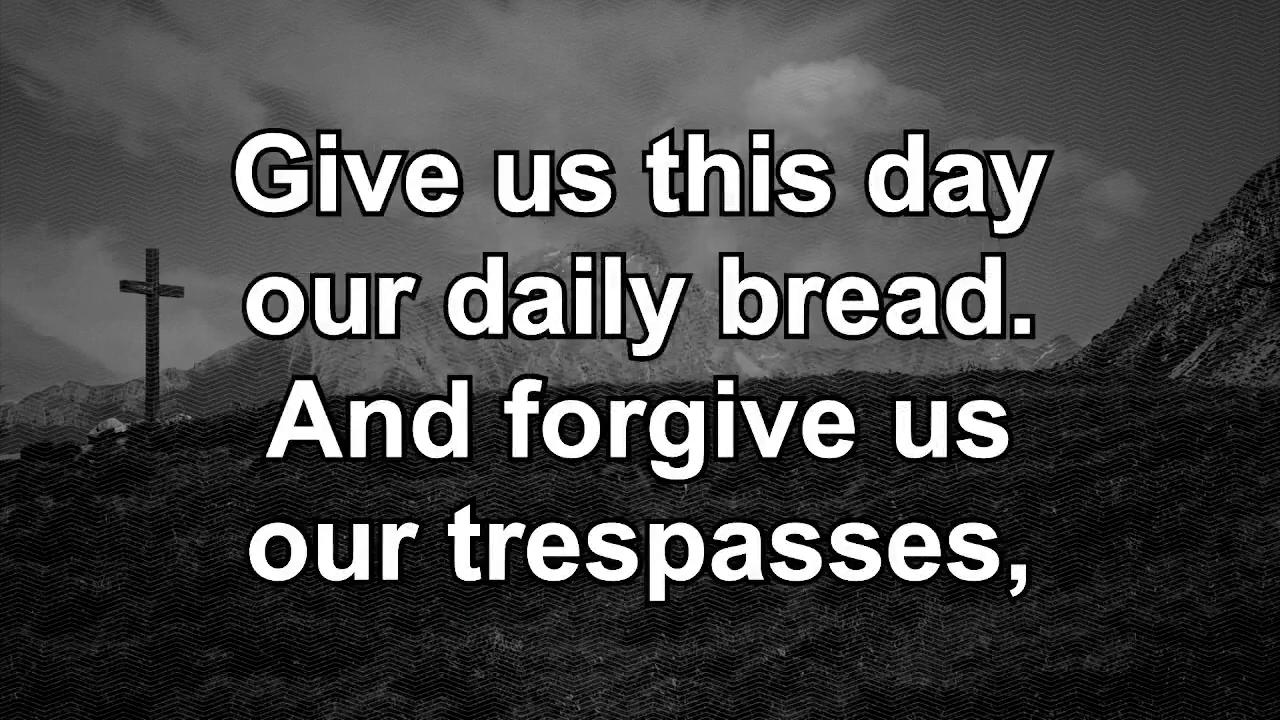 Give us this day
our daily bread.
And forgive us
our trespasses,